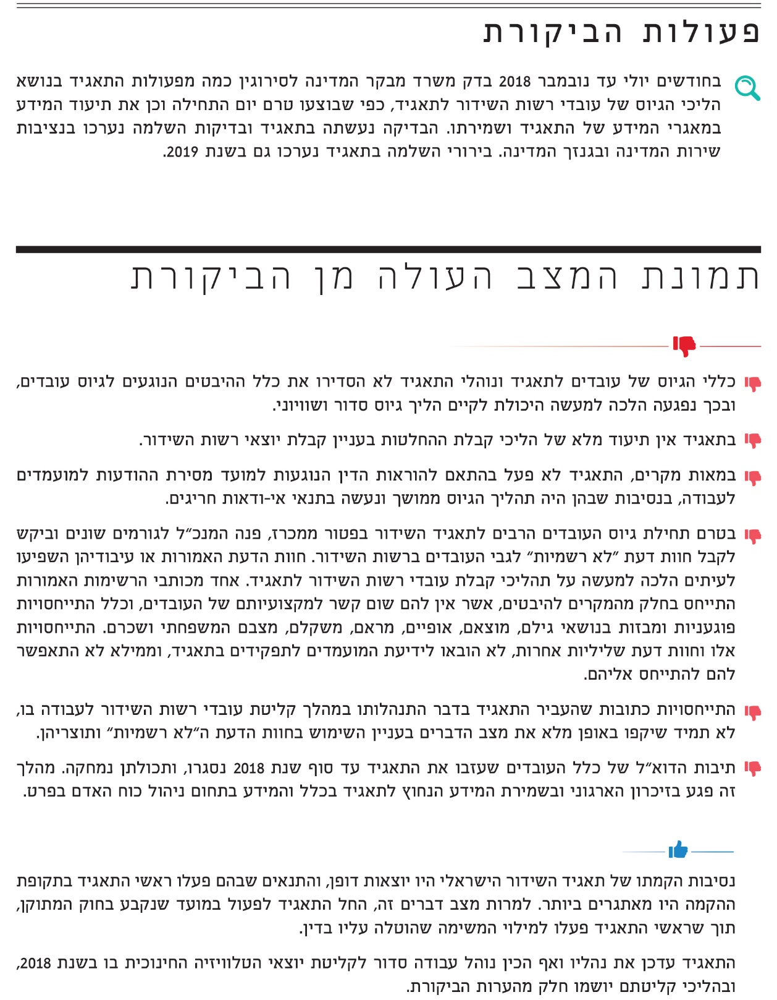 פעולות הביקורת
בחודשים יולי עד נובמבר 2018 בדק משרד מבקר המדינה לסירוגין כמה מפעולות התאגיד בנושא
הליכי הגיוס של עובדי רשות השידור לתאגיד, כפי שבוצעו טרם יום התחילה וכן את תיעוד המידע
במאגרי המידע של התאגיד ושמירתו. הבדיקה נעשתה בתאגיד ובדיקות השלמה נערכו בנציבות
שירות המדינה ובגנזך המדינה. בירורי השלמה בתאגיד נערכו גם בשנת 2019.
תמונת המצב העולה מן הביקורת
כללי הגיוס של עובדים לתאגיד ונוהלי התאגיד לא הסדירו את כלל ההיבטים הנוגעים לגיוס עובדים,
ובכך נפגעה הלכה למעשה היכולת לקיים הליך גיוס סדור ושוויוני.
בתאגיד אין תיעוד מלא של הליכי קבלת ההחלטות בעניין קבלת יוצאי רשות השידור.
במאות מקרים, התאגיד לא פעל בהתאם להוראות הדין הנוגעות למועד מסירת ההודעות למועמדים
לעבודה, בנסיבות שבהן היה תהליך הגיוס ממושך ונעשה בתנאי אי-ודאות חריגים.
בטרם תחילת גיוס העובדים הרבים לתאגיד השידור בפטור ממכרז, פנה המנכ"ל לגורמים שונים וביקש
לקבל חוות דעת "לא רשמיות" לגבי העובדים ברשות השידור. חוות הדעת האמורות או עיבודיהן השפיעו
לעיתים הלכה למעשה על תהליכי קבלת עובדי רשות השידור לתאגיד. אחד מכותבי הרשימות האמורות
התייחס בחלק מהמקרים להיבטים, אשר אין להם שום קשר למקצועיותם של העובדים, וכלל התייחסויות
פוגעניות ומבזות בנושאי גילם, מוצאם, אופיים, מראם, משקלם, מצבם המשפחתי ושכרם. התייחסויות
אלו וחוות דעת שליליות אחרות, לא הובאו לידיעת המועמדים לתפקידים בתאגיד, וממילא לא התאפשר
להם להתייחס אליהם.
התייחסויות כתובות שהעביר התאגיד בדבר התנהלותו במהלך קליטת עובדי רשות השידור לעבודה בו,
לא תמיד שיקפו באופן מלא את מצב הדברים בעניין השימוש בחוות הדעת ה"לא רשמיות" ותוצריהן.
תיבות הדוא"ל של כלל העובדים שעזבו את התאגיד עד סוף שנת 2018 נסגרו, ותכולתן נמחקה. מהלך
זה פגע בזיכרון הארגוני ובשמירת המידע הנחוץ לתאגיד בכלל והמידע בתחום ניהול כוח האדם בפרט.
נסיבות הקמתו של תאגיד השידור הישראלי היו יוצאות דופן, והתנאים שבהם פעלו ראשי התאגיד בתקופת
ההקמה היו מאתגרים ביותר. למרות מצב דברים זה, החל התאגיד לפעול במועד שנקבע בחוק המתוקן,
תוך שראשי התאגיד פעלו למילוי המשימה שהוטלה עליו בדין.
התאגיד עדכן את נהליו ואף הכין נוהל עבודה סדור לקליטת יוצאי הטלוויזיה החינוכית בו בשנת 2018,
ובהליכי קליטתם יושמו חלק מהערות הביקורת.